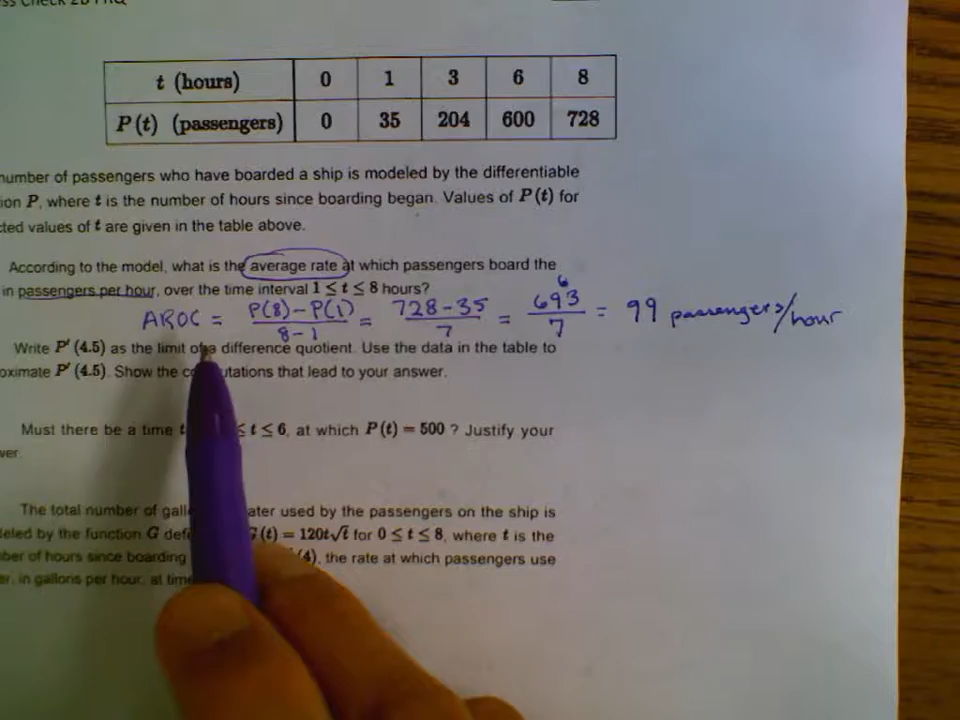 t (hours) 0 1 3 6 8
P(t) (passengers) 0 35 204 600 728
number of passengers who have boarded a ship is modeled by the differentiable
ion P, where t is the number of hours since boarding began. Values of P(t) for
cted values of t are given in the table above.
According to the model, what is the average rate at which passengers board the
in passengers per hour, over the time interval 1 ≤ t ≤ 8 hours?
AROC = P(8)-P(1)/8-1 = 728-35/7 = 693/7 = 99 passengers/hour
Write P' (4.5) as the limit of a difference quotient. Use the data in the table to
oximate P' (4.5). Show the utations that lead to your answer.
Must there be a time t ≤ t ≤ 6, at which P(t) = 500 ? Justify your
wer.
The total number of gall ater used by the passengers on the ship is
deled by the function G def G(t) = 120t√t for 0 ≤ t ≤ 8, where t is the
ber of hours since boarding (4), the rate at which passengers use
er, in gallons per hour, at time